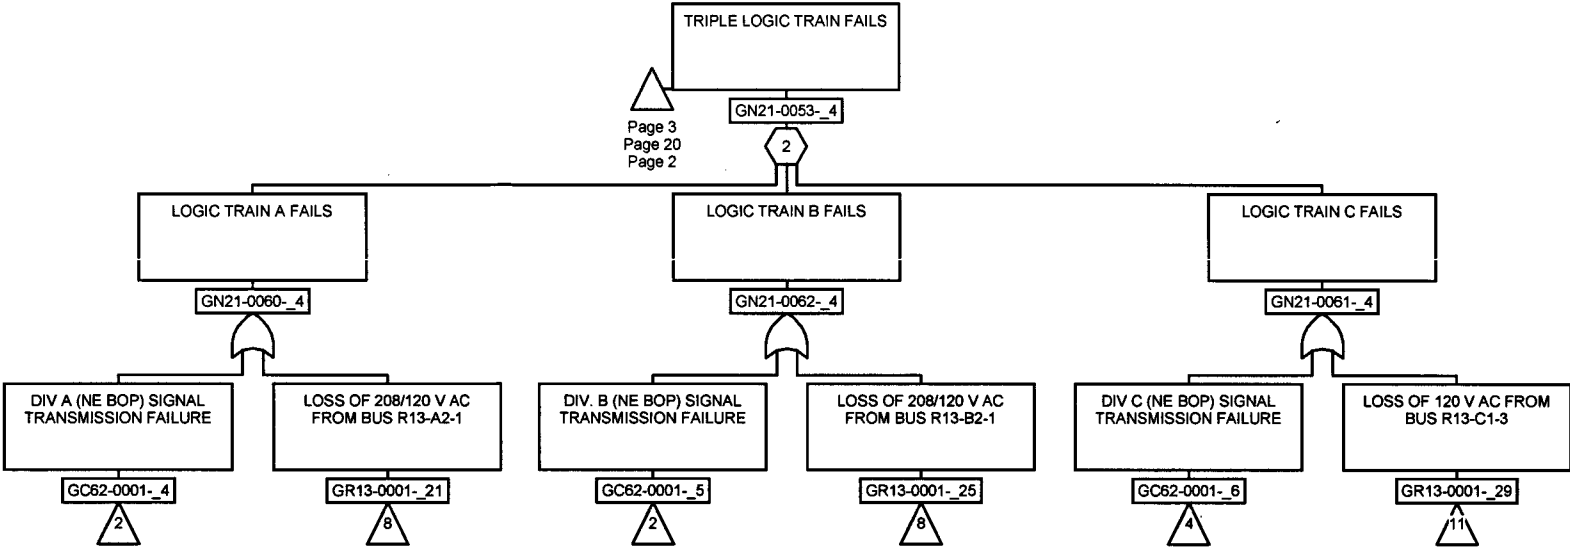 TRIPLE LOGIC TRAIN FAILS
GN21-0053-_4
Page 3
Page 20
Page 2
2
LOGIC TRAIN A FAILS
LOGIC TRAIN B FAILS
LOGIC TRAIN C FAILS
GN21-0060-_4
GN21-0062-_4
GN21-0061-_4
DIV A (NE BOP) SIGNAL
TRANSMISSION FAILURE
LOSS OF 208/120 V AC
FROM BUS R13-A2-1
DIV. B (NE BOP) SIGNAL
TRANSMISSION FAILURE
LOSS OF 208/120 V AC
FROM BUS R13-B2-1
DIV C (NE BOP) SIGNAL
TRANSMISSION FAILURE
LOSS OF 120 V AC FROM
BUS R13-C1-3
GC62-0001-_4
GR13-0001-_21
GC62-0001-_5
GR13-0001-_25
GC62-0001-_6
GR13-0001-_29
2
8
2
8
4
11